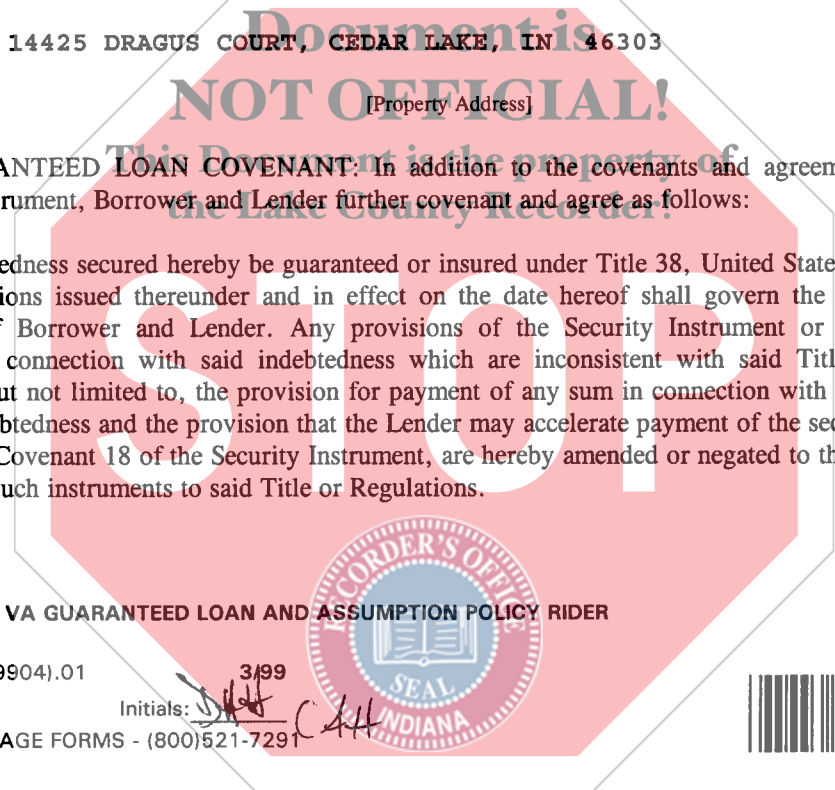 Document is
14425 DRAGUS COURT, CEDAR LAKE, IN 46303
NOT OFFICIAL!
[Property Address]
This Document is the property of
ANTEED LOAN COVENANT: In addition to the covenants and agreem
the Lake County Recorder!
rument, Borrower and Lender further covenant and agree as follows:
edness secured hereby be guaranteed or insured under Title 38, United State
ions issued thereunder and in effect on the date hereof shall govern the
f Borrower and Lender. Any provisions of the Security Instrument or
connection with said indebtedness which are inconsistent with said Titl
ut not limited to, the provision for payment of any sum in connection with
btedness and the provision that the Lender may accelerate payment of the sec
Covenant 18 of the Security Instrument, are hereby amended or negated to th
uch instruments to said Title or Regulations.
STOP
RECORDER'S OFFICE
SEAL
INDIANA
VA GUARANTEED LOAN AND ASSUMPTION POLICY RIDER
9904).01 3/99
Initials:
AGE FORMS - (800)521-7291